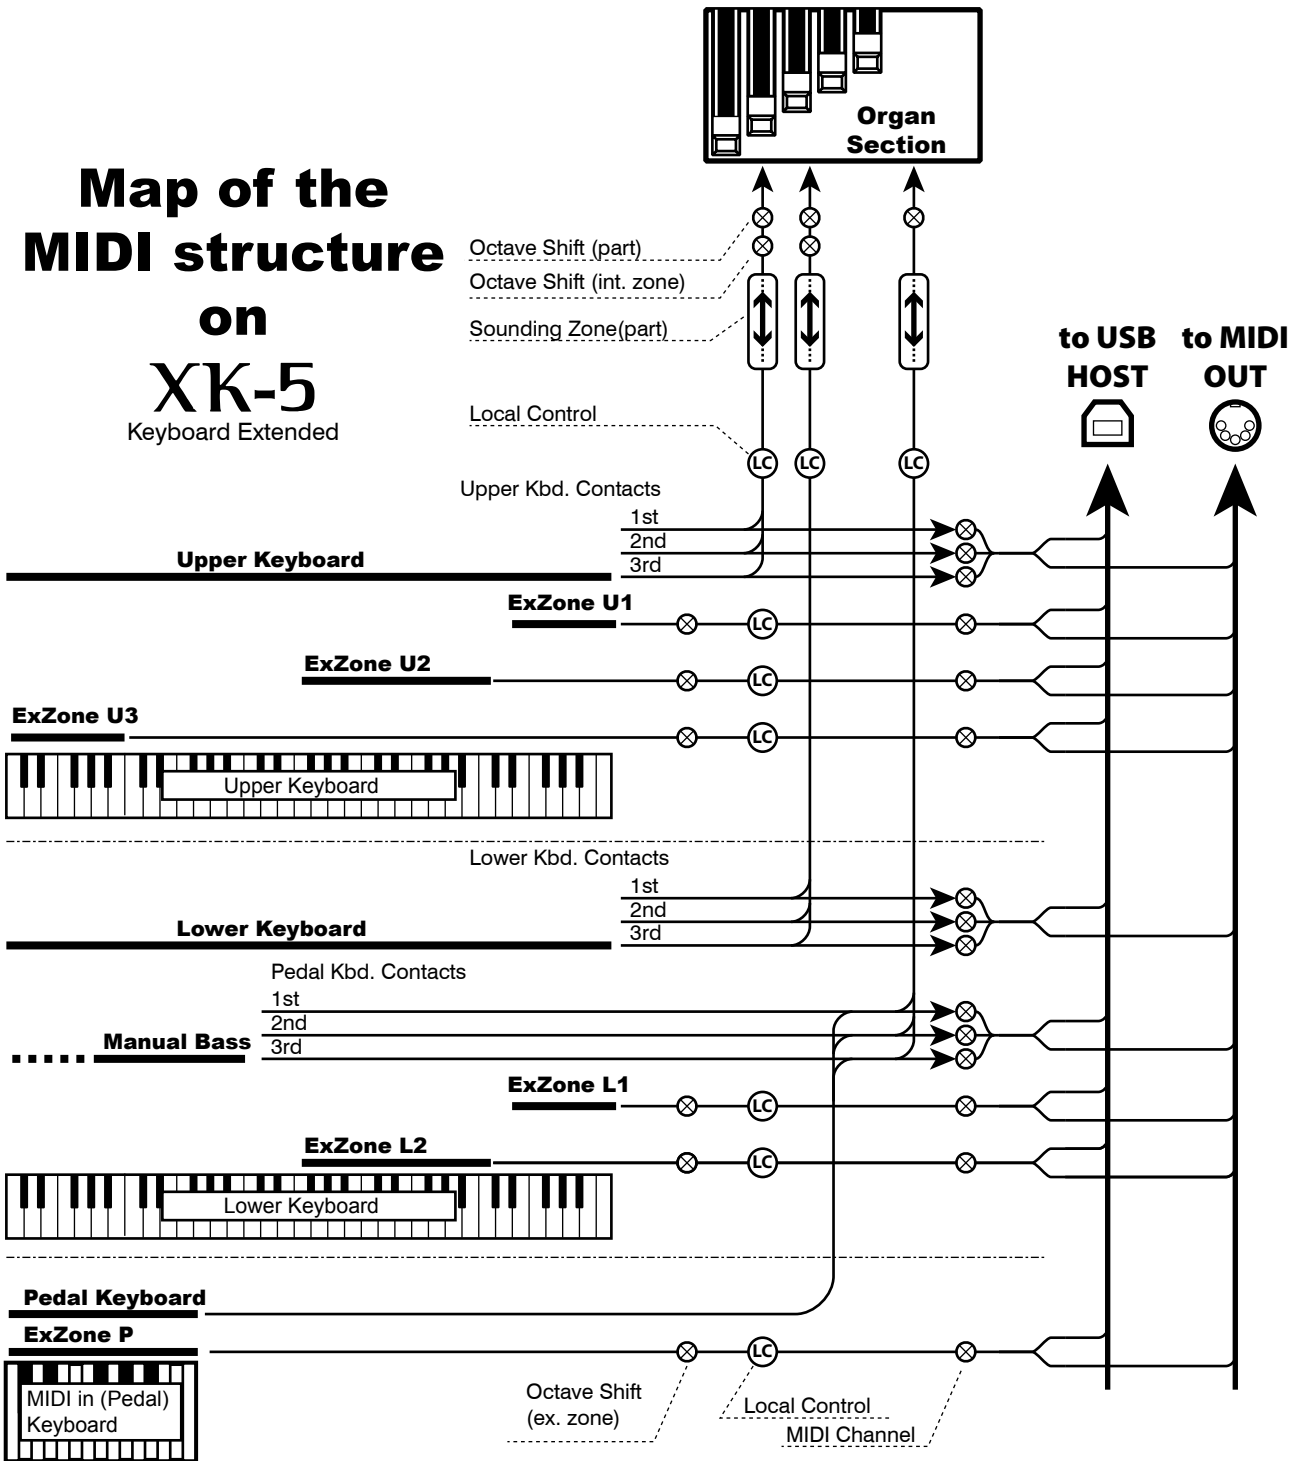 Organ
Section
Map of the
MIDI structure
on
XK-5
Keyboard Extended
Octave Shift (part)
Octave Shift (int. zone)
Sounding Zone(part)
Local Control
to USB
HOST
to MIDI
OUT
LC LC LC
Upper Kbd. Contacts
1st
2nd
3rd
Upper Keyboard
ExZone U1
LC
ExZone U2
LC
ExZone U3
LC
Upper Keyboard
Lower Kbd. Contacts
1st
2nd
3rd
Lower Keyboard
Pedal Kbd. Contacts
1st
2nd
3rd
Manual Bass
ExZone L1
LC
ExZone L2
LC
Lower Keyboard
Pedal Keyboard
ExZone P
LC
MIDI in (Pedal)
Keyboard
Octave Shift
(ex. zone)
Local Control
MIDI Channel